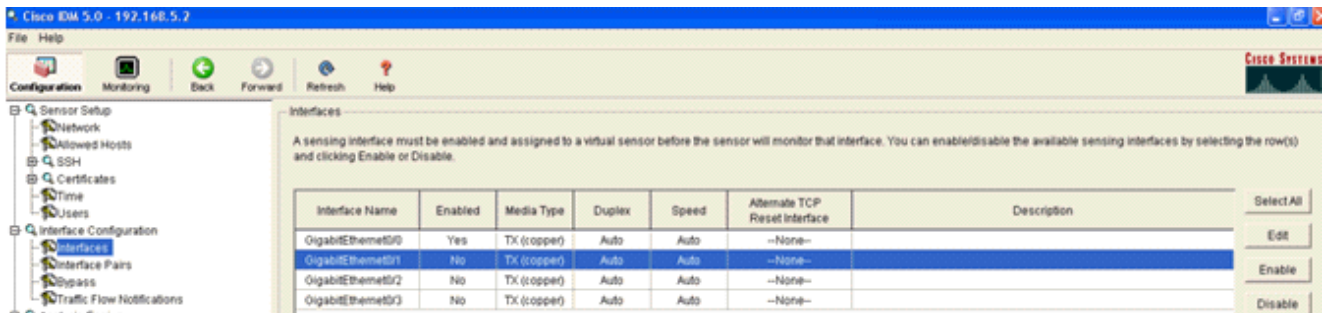 Cisco IDM 5.0 - 192.168.5.2
File Help
Configuration Monitoring Back Forward Refresh Help
CISCO SYSTEMS
Sensor Setup
Network
Allowed Hosts
SSH
Certificates
Time
Users
Interface Configuration
Interfaces
Interface Pairs
Bypass
Traffic Flow Notifications
Interfaces
A sensing interface must be enabled and assigned to a virtual sensor before the sensor will monitor that interface. You can enable/disable the available sensing interfaces by selecting the row(s)
and clicking Enable or Disable.
Interface Name Enabled Media Type Duplex Speed Alternate TCP Reset Interface Description
GigabitEthernet0/0 Yes TX (copper) Auto Auto --None--
GigabitEthernet0/1 No TX (copper) Auto Auto --None--
GigabitEthernet0/2 No TX (copper) Auto Auto --None--
GigabitEthernet0/3 No TX (copper) Auto Auto --None--
Select All
Edit
Enable
Disable